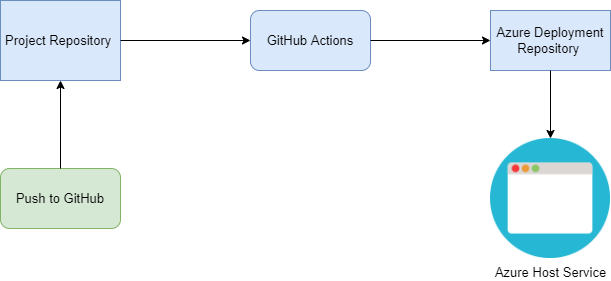 Project Repository
GitHub Actions
Azure Deployment
Repository
Push to GitHub
Azure Host Service